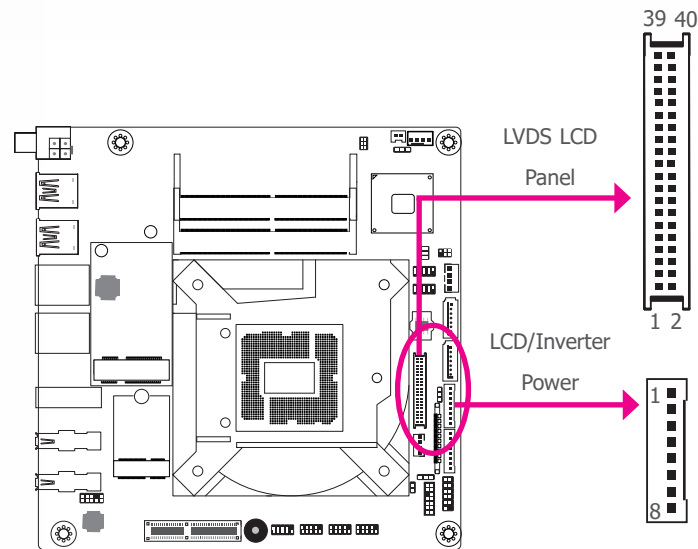 39 40
LVDS LCD
Panel
1 2
LCD/Inverter
Power
1
8